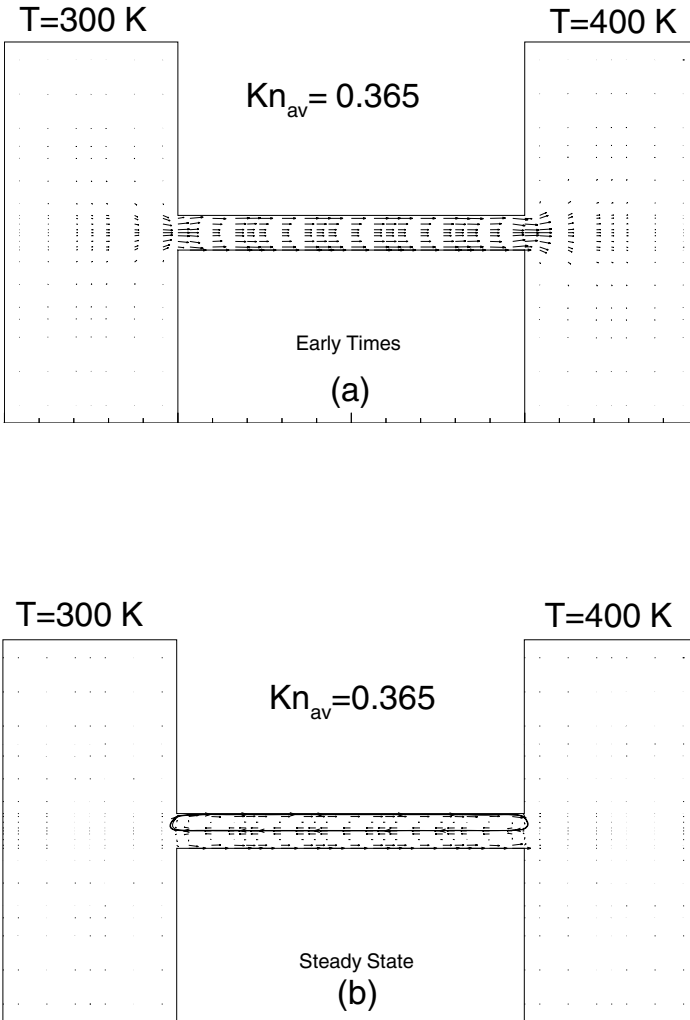 T=300 K T=400 K
Kn_av= 0.365
Early Times
(a)
T=300 K T=400 K
Kn_av=0.365
Steady State
(b)